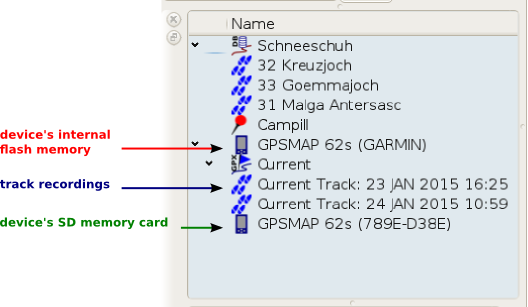 Name
Schneeschuh
32 Kreuzjoch
33 Goemmajoch
31 Malga Antersasc
Campill
device's internal
flash memory
GPSMAP 62s (GARMIN)
Current
track recordings
Current Track: 23 JAN 2015 16:25
Current Track: 24 JAN 2015 10:59
device's SD memory card
GPSMAP 62s (789E-D38E)